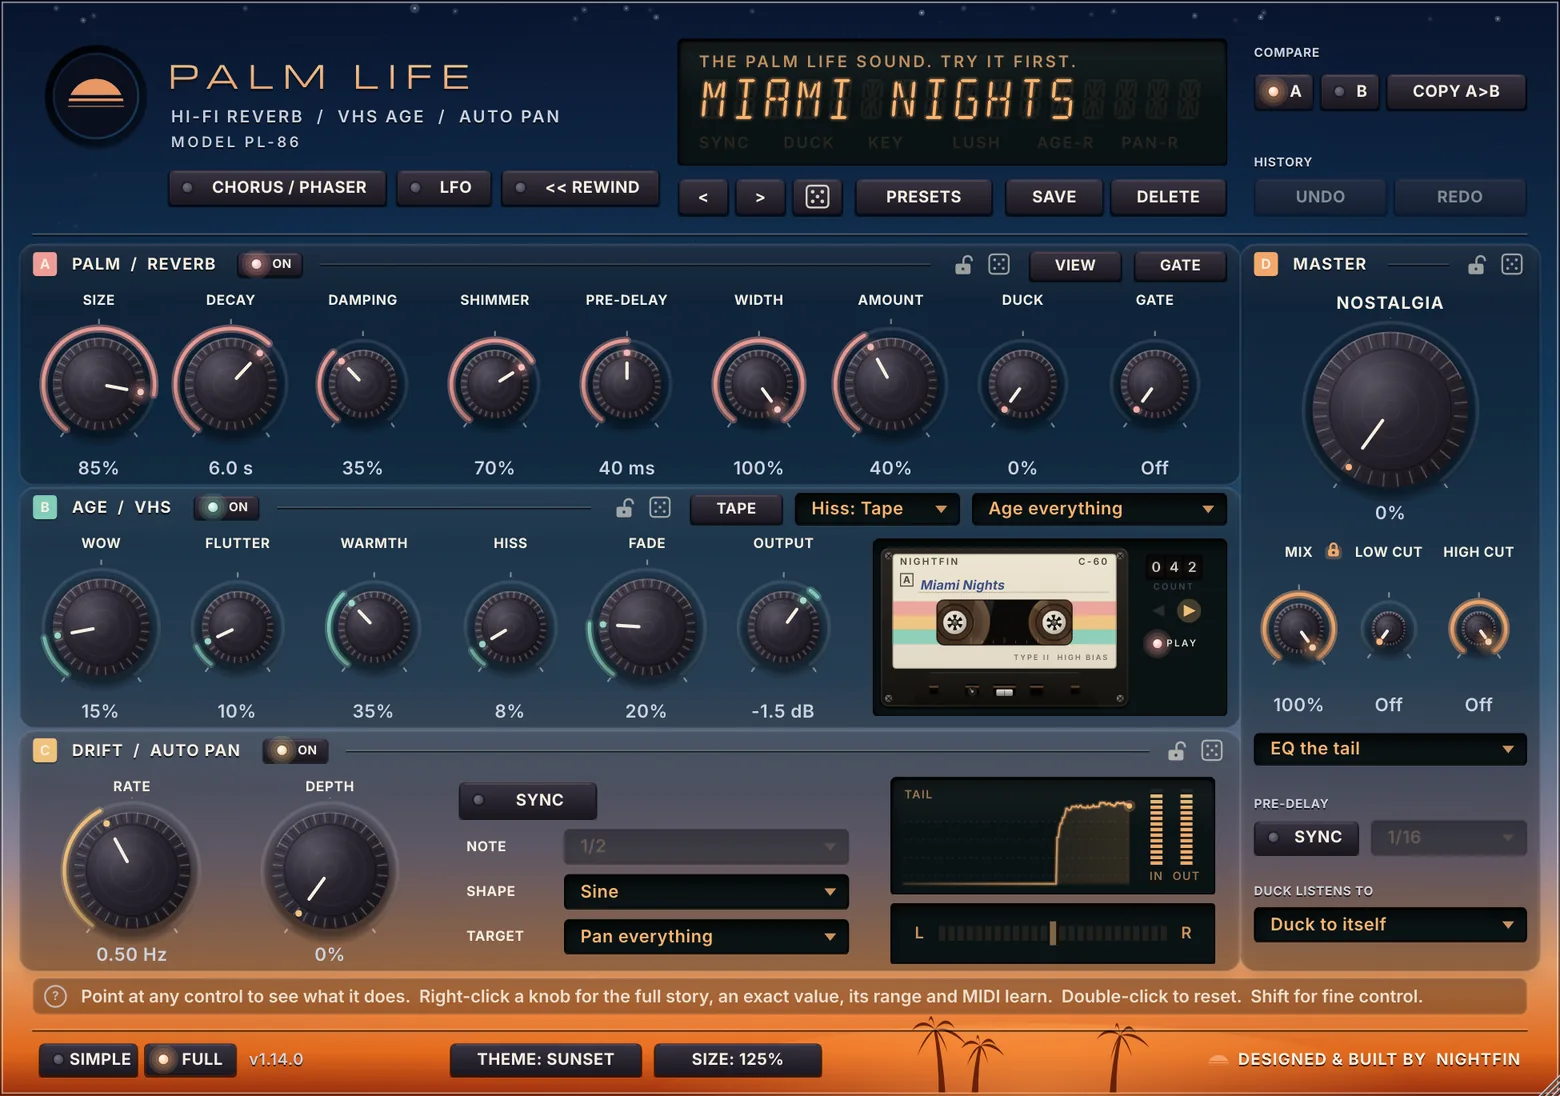 PALM LIFE
HI-FI REVERB / VHS AGE / AUTO PAN
MODEL PL-86
CHORUS / PHASER LFO << REWIND
THE PALM LIFE SOUND. TRY IT FIRST.
MIAMI NIGHTS
SYNC DUCK KEY LUSH AGE-R PAN-R
< > PRESETS SAVE DELETE
COMPARE
A B COPY A>B
HISTORY
UNDO REDO
A PALM / REVERB ON VIEW GATE
SIZE DECAY DAMPING SHIMMER PRE-DELAY WIDTH AMOUNT DUCK GATE
85% 6.0 s 35% 70% 40 ms 100% 40% 0% Off
B AGE / VHS ON TAPE Hiss: Tape Age everything
WOW FLUTTER WARMTH HISS FADE OUTPUT
15% 10% 35% 8% 20% -1.5 dB
NIGHTFIN C-60
A Miami Nights
TYPE II HIGH BIAS
042
COUNT
PLAY
C DRIFT / AUTO PAN ON
RATE DEPTH
0.50 Hz 0%
SYNC
NOTE 1/2
SHAPE Sine
TARGET Pan everything
TAIL
IN OUT
L R
D MASTER
NOSTALGIA
0%
MIX LOW CUT HIGH CUT
100% Off Off
EQ the tail
PRE-DELAY
SYNC 1/16
DUCK LISTENS TO
Duck to itself
? Point at any control to see what it does. Right-click a knob for the full story, an exact value, its range and MIDI learn. Double-click to reset. Shift for fine control.
SIMPLE FULL v1.14.0 THEME: SUNSET SIZE: 125% DESIGNED & BUILT BY NIGHTFIN